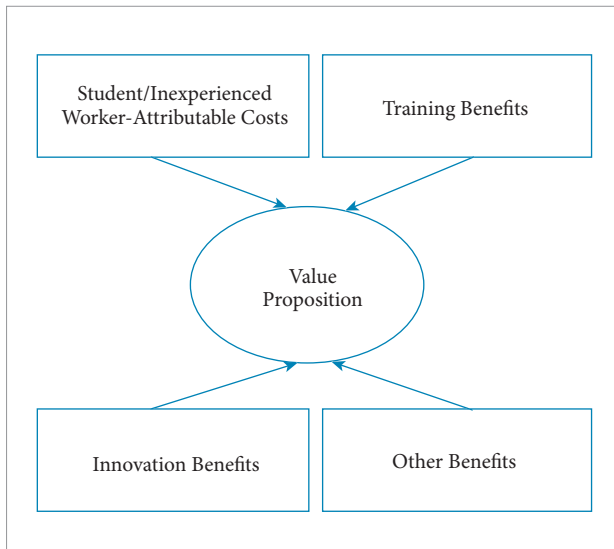 Student/Inexperienced
Worker-Attributable Costs
Training Benefits
Value
Proposition
Innovation Benefits
Other Benefits